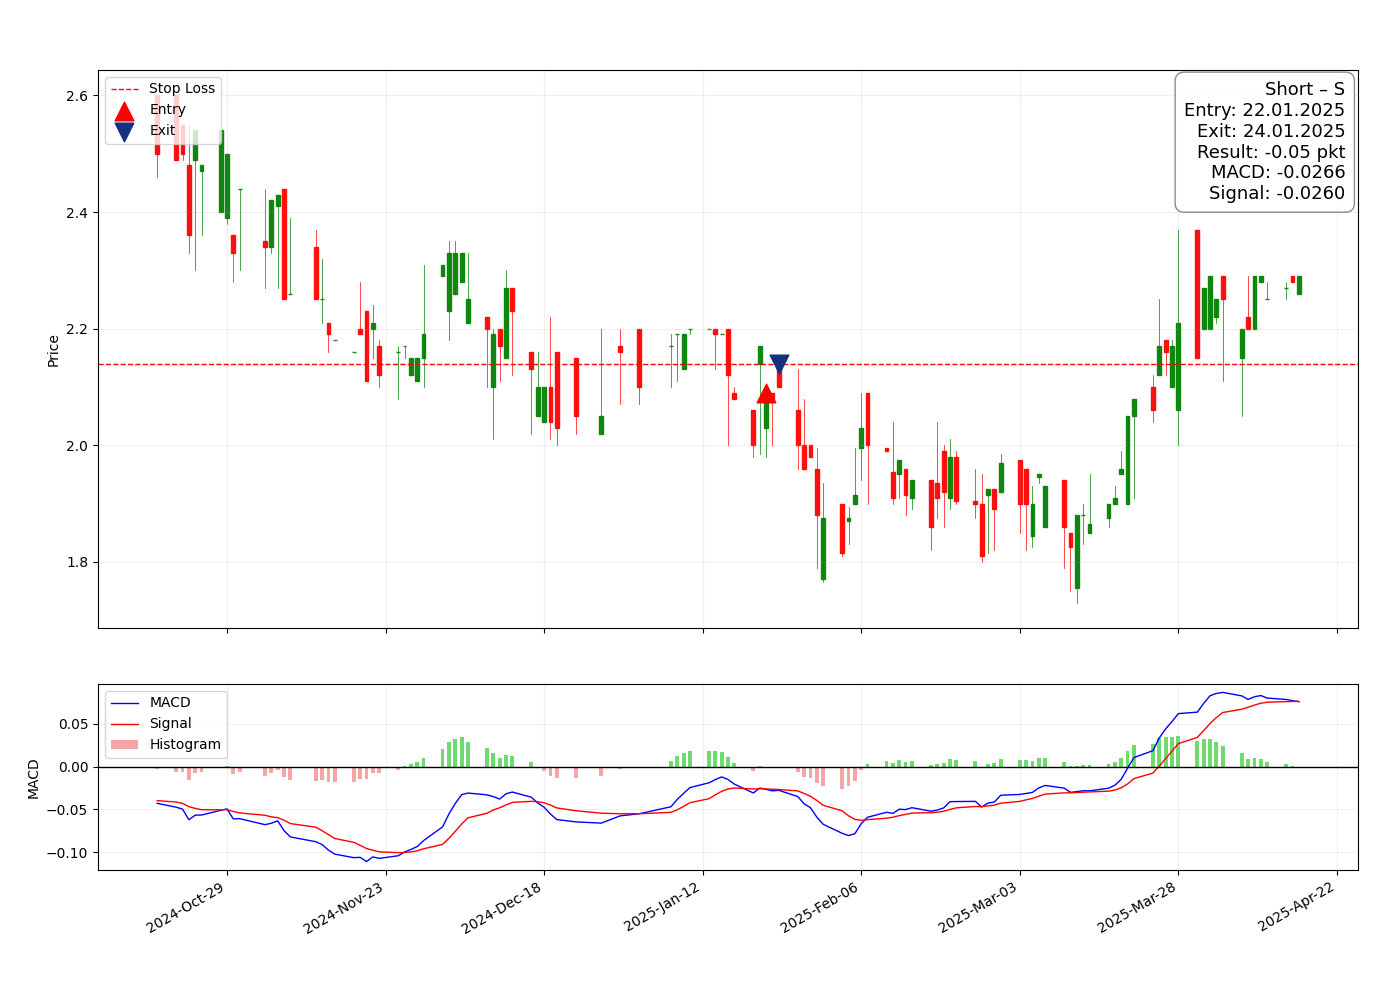 Stop Loss
Entry
Exit
Short – S
Entry: 22.01.2025
Exit: 24.01.2025
Result: -0.05 pkt
MACD: -0.0266
Signal: -0.0260
2.6
2.4
2.2
2.0
1.8
Price
MACD
Signal
Histogram
0.05
0.00
−0.05
−0.10
MACD
2024-Oct-29
2024-Nov-23
2024-Dec-18
2025-Jan-12
2025-Feb-06
2025-Mar-03
2025-Mar-28
2025-Apr-22